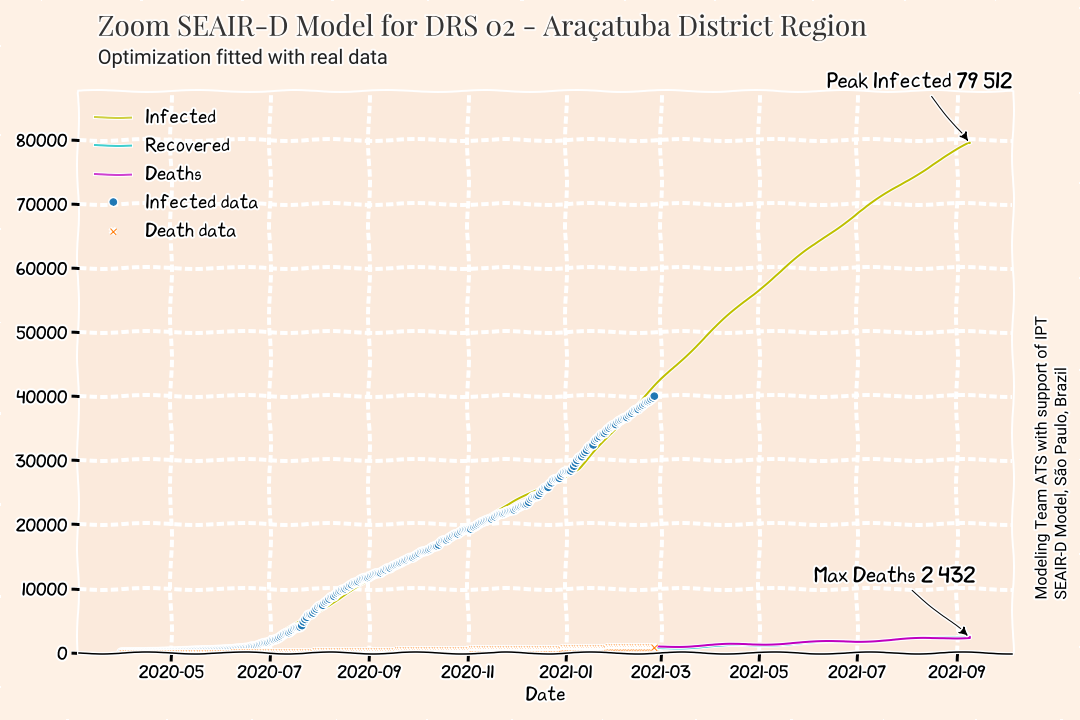 Zoom SEAIR-D Model for DRS 02 - Araçatuba District Region
Optimization fitted with real data
Peak Infected 79 512
Infected
Recovered
Deaths
Infected data
Death data
80000
70000
60000
50000
40000
30000
20000
10000
0
Max Deaths 2 432
2020-05
2020-07
2020-09
2020-11
2021-01
2021-03
2021-05
2021-07
2021-09
Date
Modeling Team ATS with support of IPT
SEAIR-D Model, São Paulo, Brazil